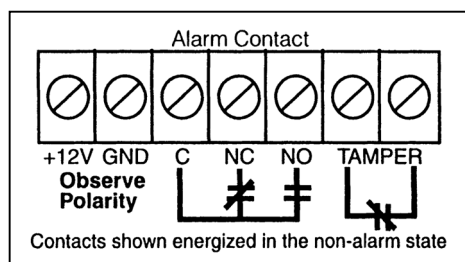 Alarm Contact
+12V GND C NC NO TAMPER
Observe
Polarity
Contacts shown energized in the non-alarm state